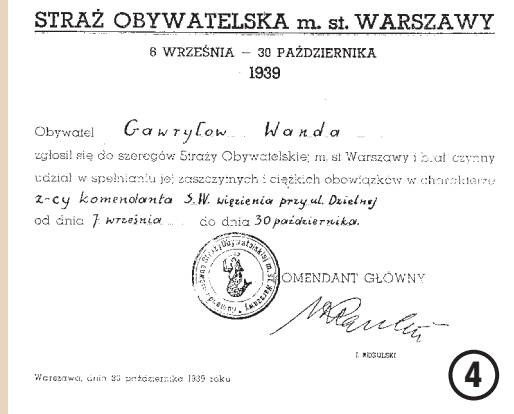 STRAŻ OBYWATELSKA m. st. WARSZAWY
6 WRZEŚNIA — 30 PAŹDZIERNIKA
1939
Obywatel Gawryłow Wanda
zgłosił się do szeregów Straży Obywatelskiej m. st Warszawy i brał czynny
udział w spełnianiu jej zaszczytnych i ciężkich obowiązków w charakterze
z-cy komendanta S.W. więzienia przy ul. Dzielnej
od dnia 7 września do dnia 30 października.
OMENDANT GŁÓWNY
Warszawa, dnia 30 października 1939 roku
4